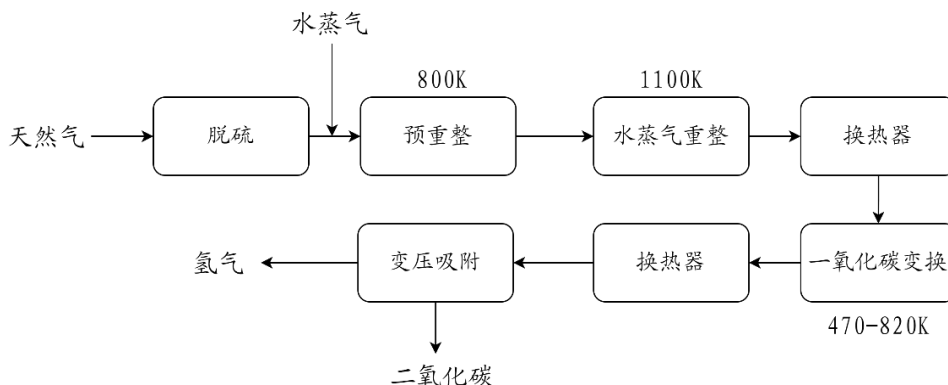 水蒸气
800K
1100K
天然气
脱硫
预重整
水蒸气重整
换热器
氢气
变压吸附
换热器
一氧化碳变换
470-820K
二氧化碳